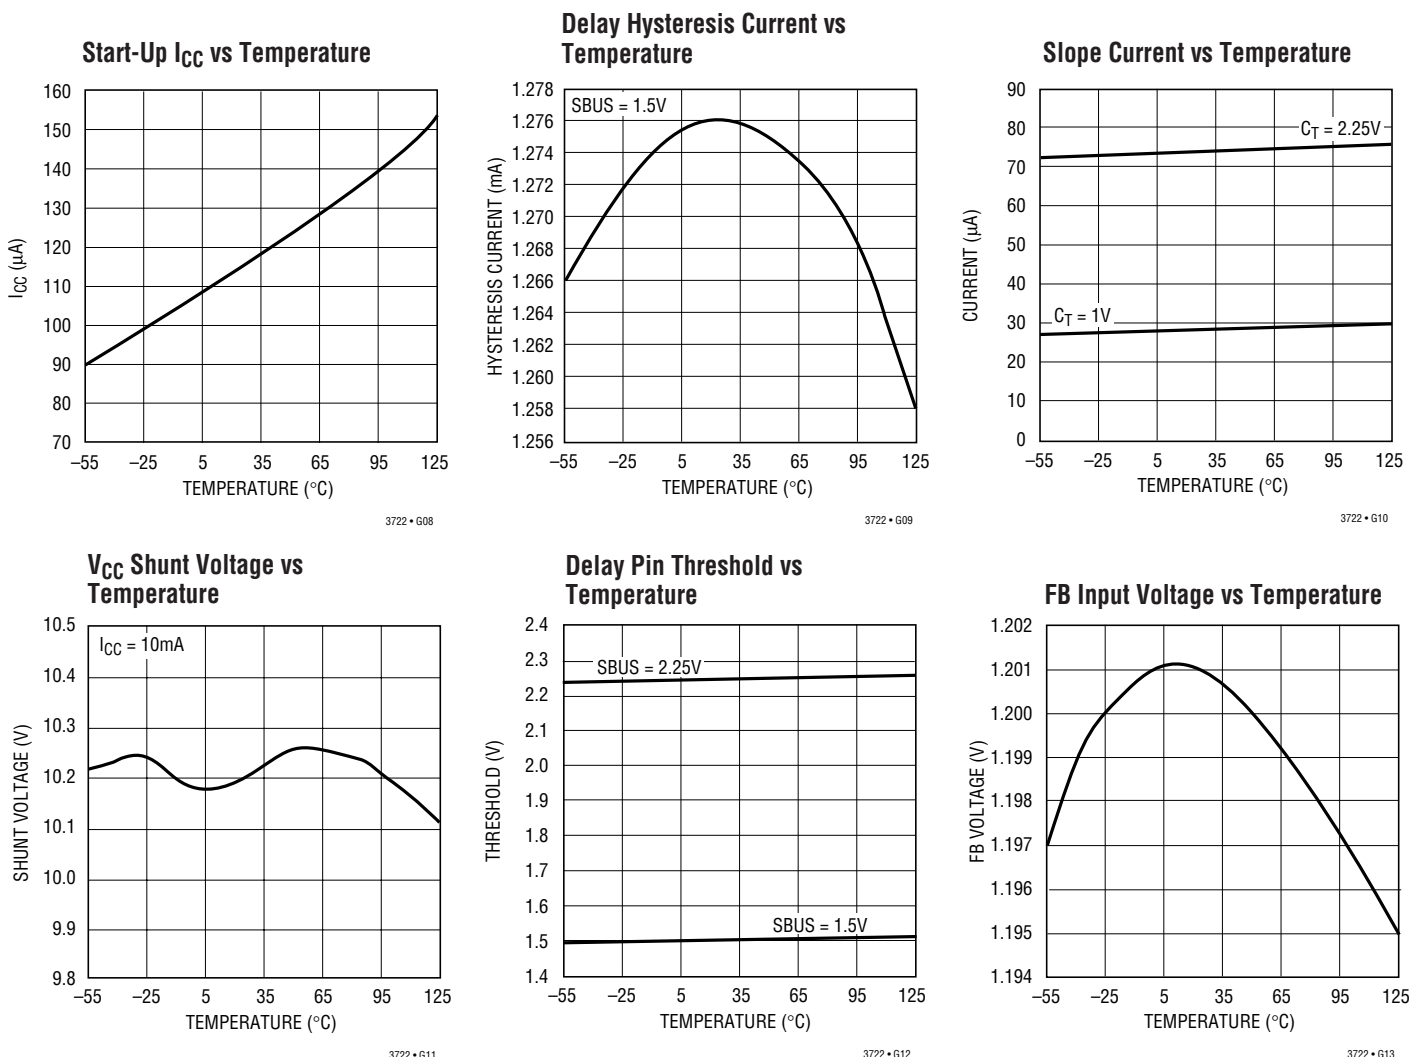 Start-Up ICC vs Temperature
160
150
140
130
120
110
100
90
80
70
ICC (µA)
–55 –25 5 35 65 95 125
TEMPERATURE (°C)
3722 • G08
Delay Hysteresis Current vs
Temperature
SBUS = 1.5V
1.278
1.276
1.274
1.272
1.270
1.268
1.266
1.264
1.262
1.260
1.258
1.256
HYSTERESIS CURRENT (mA)
–55 –25 5 35 65 95 125
TEMPERATURE (°C)
3722 • G09
Slope Current vs Temperature
90
80
70
60
50
40
30
20
10
0
CURRENT (µA)
CT = 2.25V
CT = 1V
–55 –25 5 35 65 95 125
TEMPERATURE (°C)
3722 • G10
VCC Shunt Voltage vs
Temperature
ICC = 10mA
10.5
10.4
10.3
10.2
10.1
10.0
9.9
9.8
SHUNT VOLTAGE (V)
–55 –25 5 35 65 95 125
TEMPERATURE (°C)
3722 • G11
Delay Pin Threshold vs
Temperature
2.4
2.3
2.2
2.1
2.0
1.9
1.8
1.7
1.6
1.5
1.4
THRESHOLD (V)
SBUS = 2.25V
SBUS = 1.5V
–55 –25 5 35 65 95 125
TEMPERATURE (°C)
3722 • G12
FB Input Voltage vs Temperature
1.202
1.201
1.200
1.199
1.198
1.197
1.196
1.195
1.194
FB VOLTAGE (V)
–55 –25 5 35 65 95 125
TEMPERATURE (°C)
3722 • G13